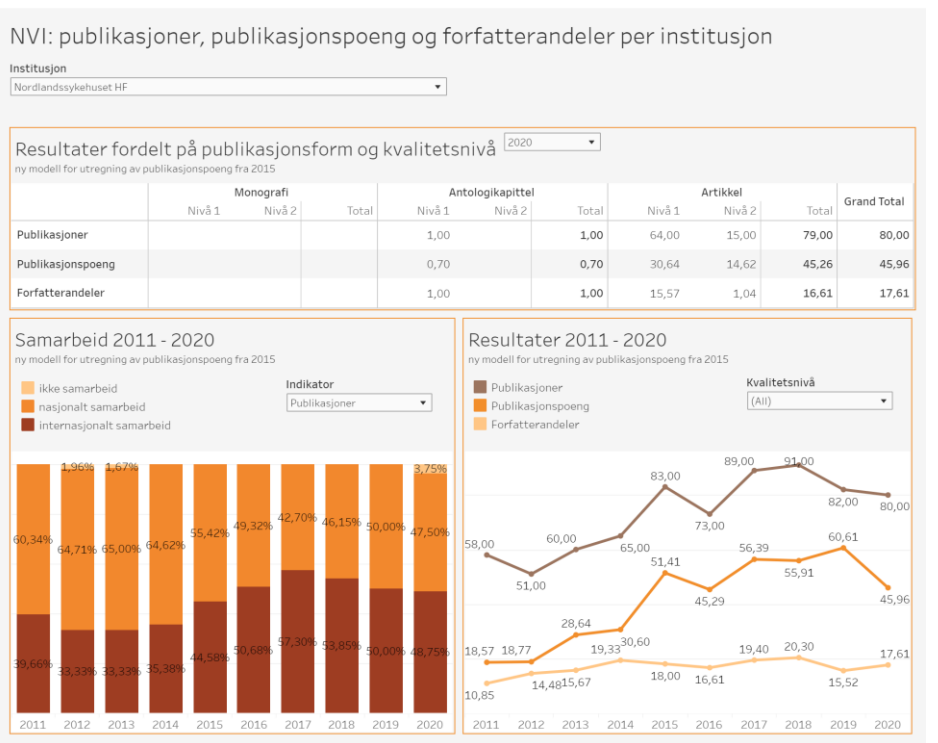 NVI: publikasjoner, publikasjonspoeng og forfatterandeler per institusjon
Institusjon
Nordlandssykehuset HF
Resultater fordelt på publikasjonsform og kvalitetsnivå 2020
ny modell for utregning av publikasjonspoeng fra 2015
Monografi Antologikapittel Artikkel Grand Total
Nivå 1 Nivå 2 Total Nivå 1 Nivå 2 Total Nivå 1 Nivå 2 Total
Publikasjoner 1,00 1,00 64,00 15,00 79,00 80,00
Publikasjonspoeng 0,70 0,70 30,64 14,62 45,26 45,96
Forfatterandeler 1,00 1,00 15,57 1,04 16,61 17,61
Samarbeid 2011 - 2020
ny modell for utregning av publikasjonspoeng fra 2015
ikke samarbeid
nasjonalt samarbeid
internasjonalt samarbeid
Indikator
Publikasjoner
1,96% 1,67% 3,75%
60,34% 64,71% 65,00% 64,62% 55,42% 49,32% 42,70% 46,15% 50,00% 47,50%
39,66% 33,33% 33,33% 35,38% 44,58% 50,68% 57,30% 53,85% 50,00% 48,75%
2011 2012 2013 2014 2015 2016 2017 2018 2019 2020
Resultater 2011 - 2020
ny modell for utregning av publikasjonspoeng fra 2015
Publikasjoner
Publikasjonspoeng
Forfatterandeler
Kvalitetsnivå
(All)
58,00 51,00 60,00 65,00 83,00 73,00 89,00 91,00 82,00 80,00
18,57 18,77 28,64 30,60 51,41 45,29 56,39 55,91 60,61 45,96
10,85 14,48 15,67 19,33 18,00 16,61 19,40 20,30 15,52 17,61
2011 2012 2013 2014 2015 2016 2017 2018 2019 2020